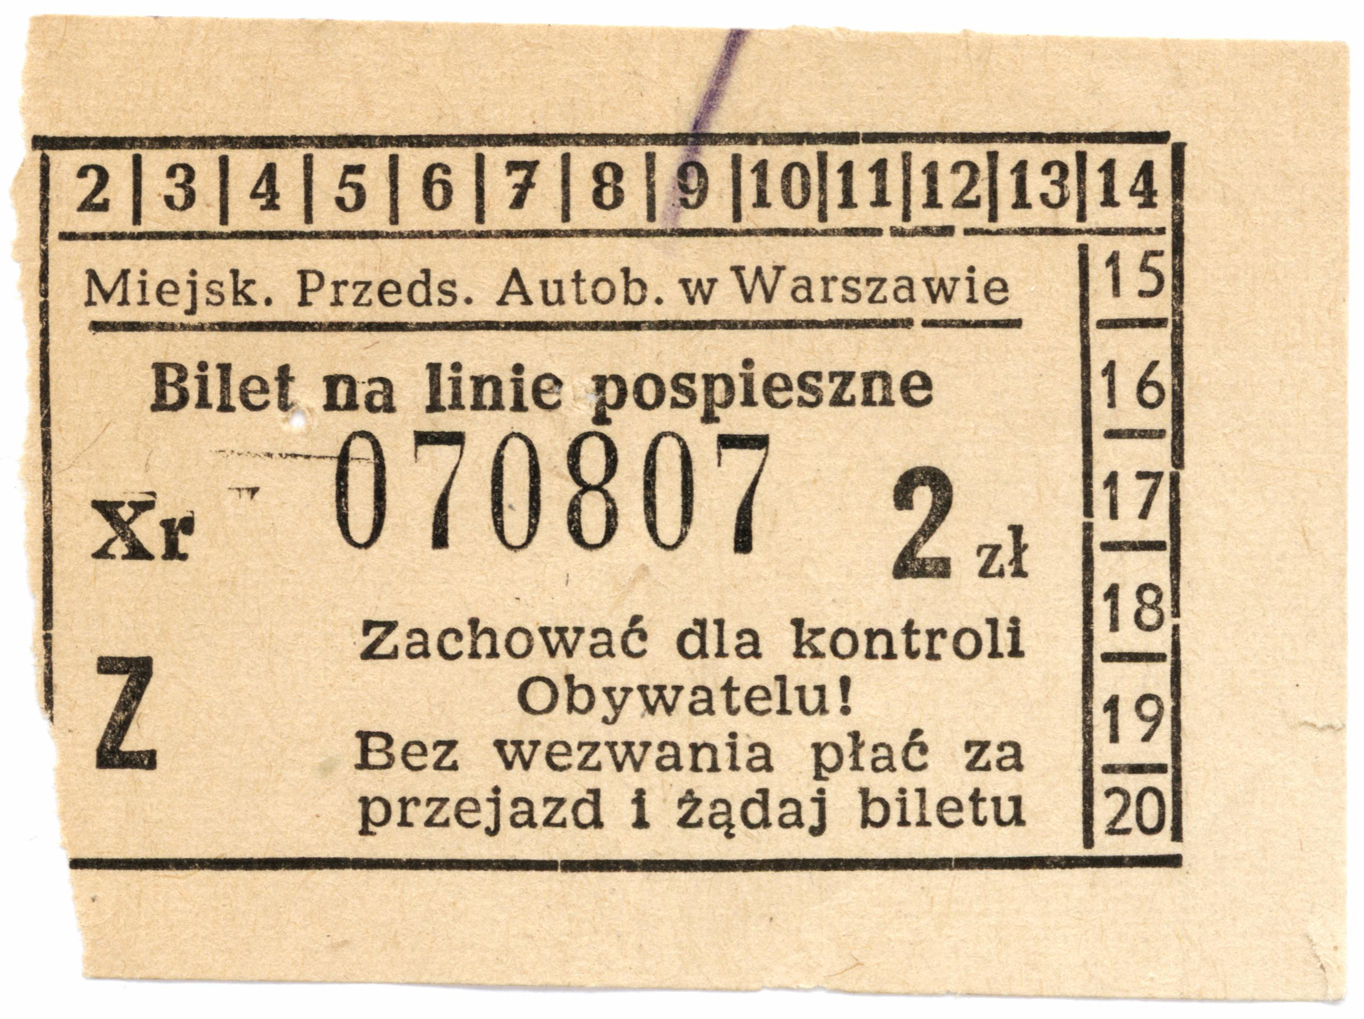 2|3|4|5|6|7|8|9|10|11|12|13|14
Miejsk. Przeds. Autob. w Warszawie
15
Bilet na linie pospieszne
16
Xr 070807 2 zł
17
18
Z
Zachować dla kontroli
Obywatelu!
19
Bez wezwania płać za
przejazd i żądaj biletu
20